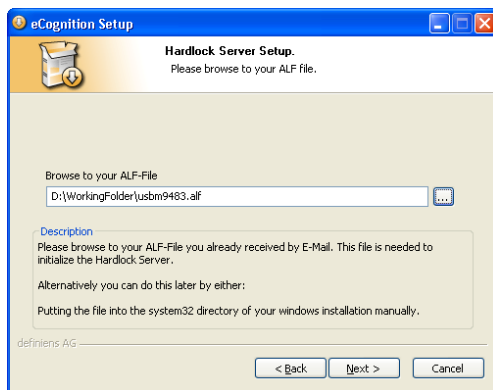 eCognition Setup
Hardlock Server Setup.
Please browse to your ALF file.
Browse to your ALF-File
D:\WorkingFolder\usbm9483.alf
...
Description
Please browse to your ALF-File you already received by E-Mail. This file is needed to
initialize the Hardlock Server.
Alternatively you can do this later by either:
Putting the file into the system32 directory of your windows installation manually.
definiens AG
< Back
Next >
Cancel